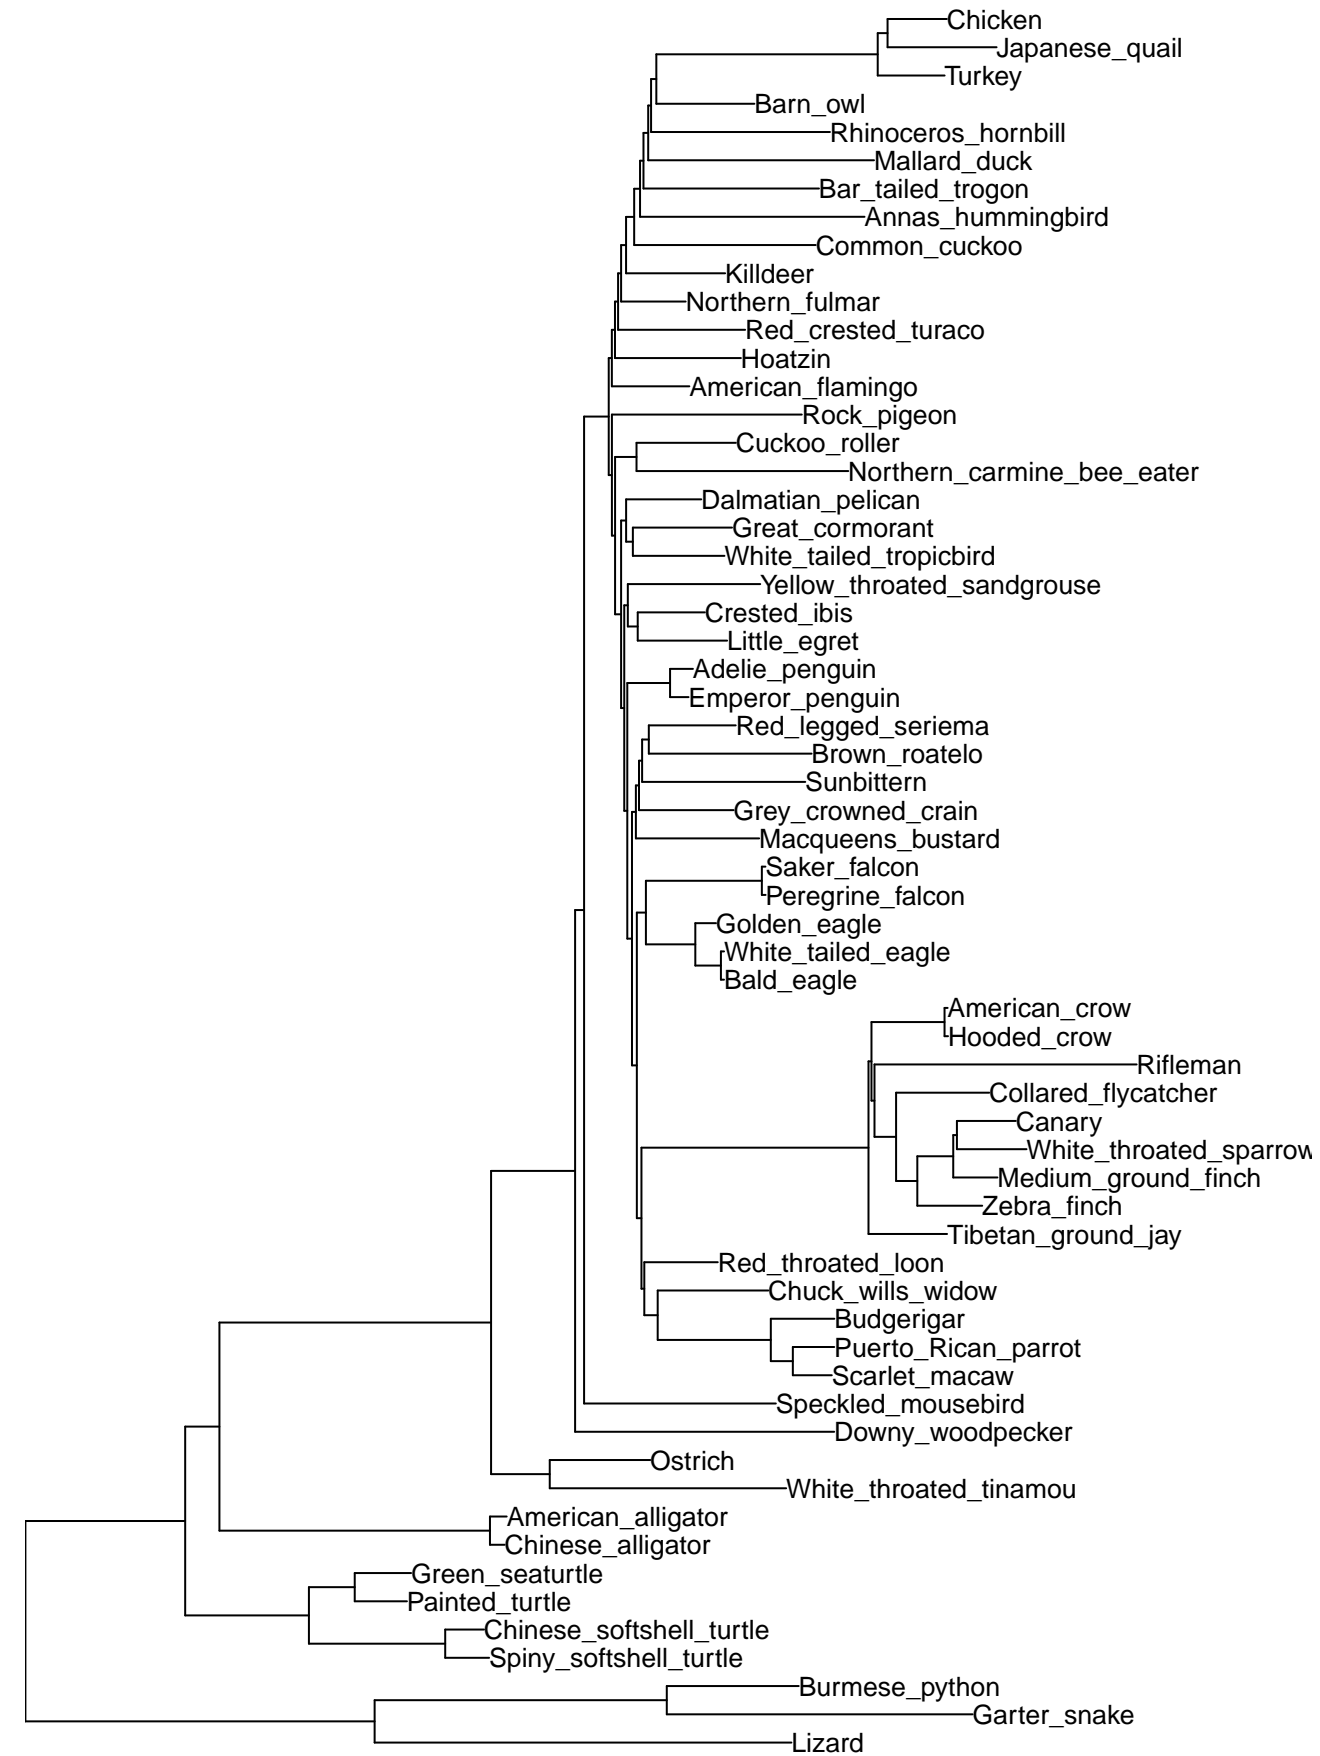 Chicken
Japanese_quail
Turkey
Barn_owl
Rhinoceros_hornbill
Mallard_duck
Bar_tailed_trogon
Annas_hummingbird
Common_cuckoo
Killdeer
Northern_fulmar
Red_crested_turaco
Hoatzin
American_flamingo
Rock_pigeon
Cuckoo_roller
Northern_carmine_bee_eater
Dalmatian_pelican
Great_cormorant
White_tailed_tropicbird
Yellow_throated_sandgrouse
Crested_ibis
Little_egret
Adelie_penguin
Emperor_penguin
Red_legged_seriema
Brown_roatelo
Sunbittern
Grey_crowned_crain
Macqueens_bustard
Saker_falcon
Peregrine_falcon
Golden_eagle
White_tailed_eagle
Bald_eagle
American_crow
Hooded_crow
Rifleman
Collared_flycatcher
Canary
White_throated_sparrow
Medium_ground_finch
Zebra_finch
Tibetan_ground_jay
Red_throated_loon
Chuck_wills_widow
Budgerigar
Puerto_Rican_parrot
Scarlet_macaw
Speckled_mousebird
Downy_woodpecker
Ostrich
White_throated_tinamou
American_alligator
Chinese_alligator
Green_seaturtle
Painted_turtle
Chinese_softshell_turtle
Spiny_softshell_turtle
Burmese_python
Garter_snake
Lizard